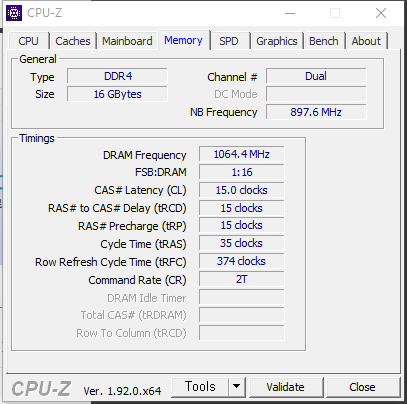 CPU-Z
CPU Caches Mainboard Memory SPD Graphics Bench About
General
Type DDR4 Channel # Dual
Size 16 GBytes DC Mode
NB Frequency 897.6 MHz
Timings
DRAM Frequency 1064.4 MHz
FSB:DRAM 1:16
CAS# Latency (CL) 15.0 clocks
RAS# to CAS# Delay (tRCD) 15 clocks
RAS# Precharge (tRP) 15 clocks
Cycle Time (tRAS) 35 clocks
Row Refresh Cycle Time (tRFC) 374 clocks
Command Rate (CR) 2T
DRAM Idle Timer
Total CAS# (tRDRAM)
Row To Column (tRCD)
CPU-Z Ver. 1.92.0.x64 Tools Validate Close